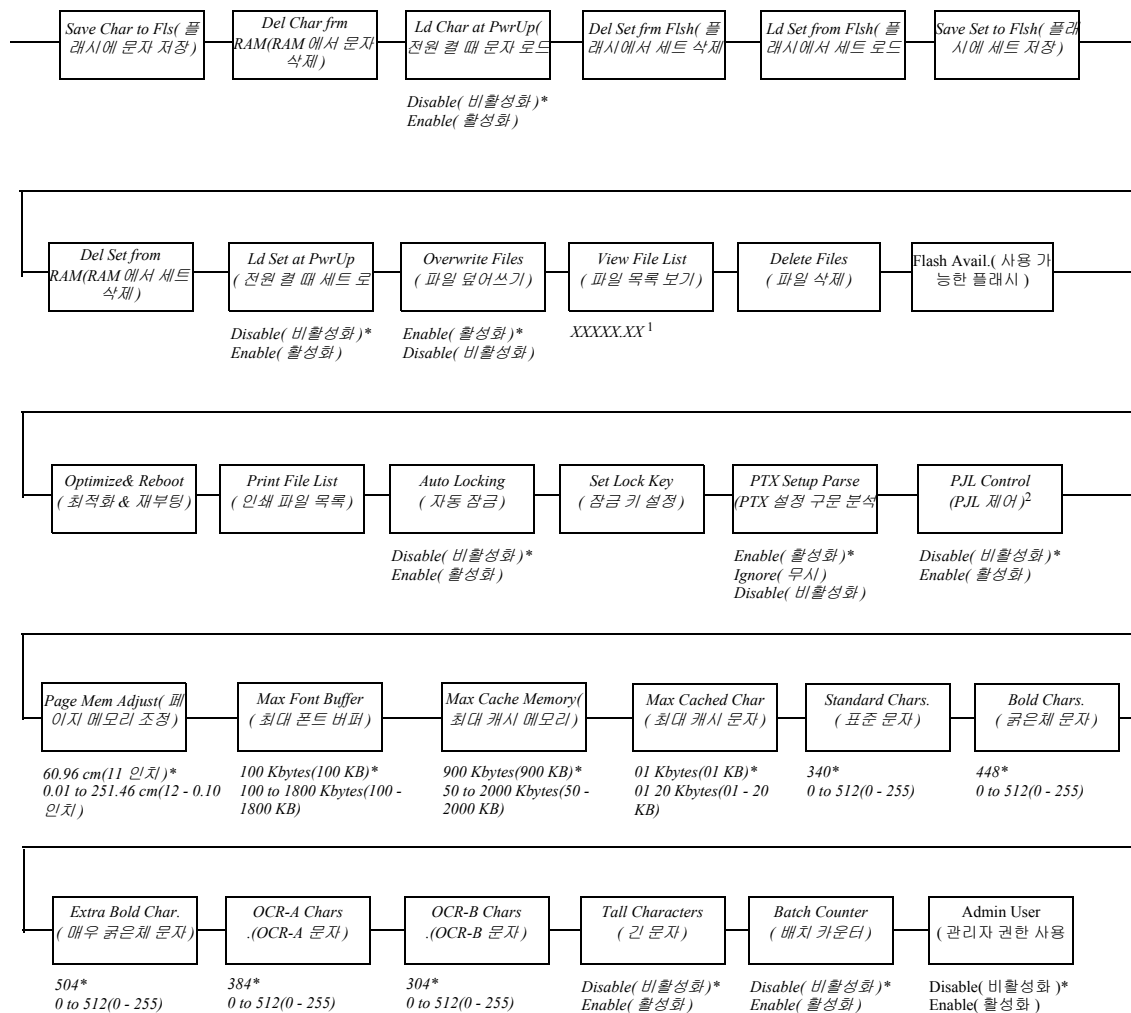 Save Char to Fls( 플
래시에 문자 저장 )
Del Char frm
RAM(RAM 에서 문자
삭제 )
Ld Char at PwrUp(
전원 켤 때 문자 로드
Disable( 비활성화 )*
Enable( 활성화 )
Del Set frm Flsh( 플
래시에서 세트 삭제
Ld Set from Flsh( 플
래시에서 세트 로드
Save Set to Flsh( 플래
시에 세트 저장 )
Del Set from
RAM(RAM 에서 세트
삭제 )
Ld Set at PwrUp
( 전원 켤 때 세트 로
Disable( 비활성화 )*
Enable( 활성화 )
Overwrite Files
( 파일 덮어쓰기 )
Enable( 활성화 )*
Disable( 비활성화 )
View File List
( 파일 목록 보기 )
XXXXX.XX 1
Delete Files
( 파일 삭제 )
Flash Avail.( 사용 가
능한 플래시 )
Optimize& Reboot
( 최적화 & 재부팅 )
Print File List
( 인쇄 파일 목록 )
Auto Locking
( 자동 잠금 )
Disable( 비활성화 )*
Enable( 활성화 )
Set Lock Key
( 잠금 키 설정 )
PTX Setup Parse
(PTX 설정 구문 분석
Enable( 활성화 )*
Ignore( 무시 )
Disable( 비활성화 )
PJL Control
(PJL 제어 )2
Disable( 비활성화 )*
Enable( 활성화 )
Page Mem Adjust( 페
이지 메모리 조정 )
60.96 cm(11 인치 )*
0.01 to 251.46 cm(12 - 0.10
인치 )
Max Font Buffer
( 최대 폰트 버퍼 )
100 Kbytes(100 KB)*
100 to 1800 Kbytes(100 -
1800 KB)
Max Cache Memory(
최대 캐시 메모리 )
900 Kbytes(900 KB)*
50 to 2000 Kbytes(50 -
2000 KB)
Max Cached Char
( 최대 캐시 문자 )
01 Kbytes(01 KB)*
01 20 Kbytes(01 - 20
KB)
Standard Chars.
( 표준 문자 )
340*
0 to 512(0 - 255)
Bold Chars.
( 굵은체 문자 )
448*
0 to 512(0 - 255)
Extra Bold Char.
( 매우 굵은체 문자 )
504*
0 to 512(0 - 255)
OCR-A Chars
.(OCR-A 문자 )
384*
0 to 512(0 - 255)
OCR-B Chars
.(OCR-B 문자 )
304*
0 to 512(0 - 255)
Tall Characters
( 긴 문자 )
Disable( 비활성화 )*
Enable( 활성화 )
Batch Counter
( 배치 카운터 )
Disable( 비활성화 )*
Enable( 활성화 )
Admin User
( 관리자 권한 사용
Disable( 비활성화 )*
Enable( 활성화 )